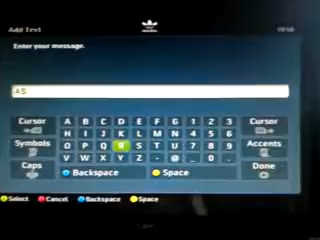 Add Text
Enter your message.
AS
Cursor A B C D E F G 1 2 3 Cursor
H I J K L M N 4 5 6
Symbols O P Q R S T U 7 8 9 Accents
V W X Y Z - @ _ 0 .
Caps Backspace Space Done
Select Cancel Backspace Space